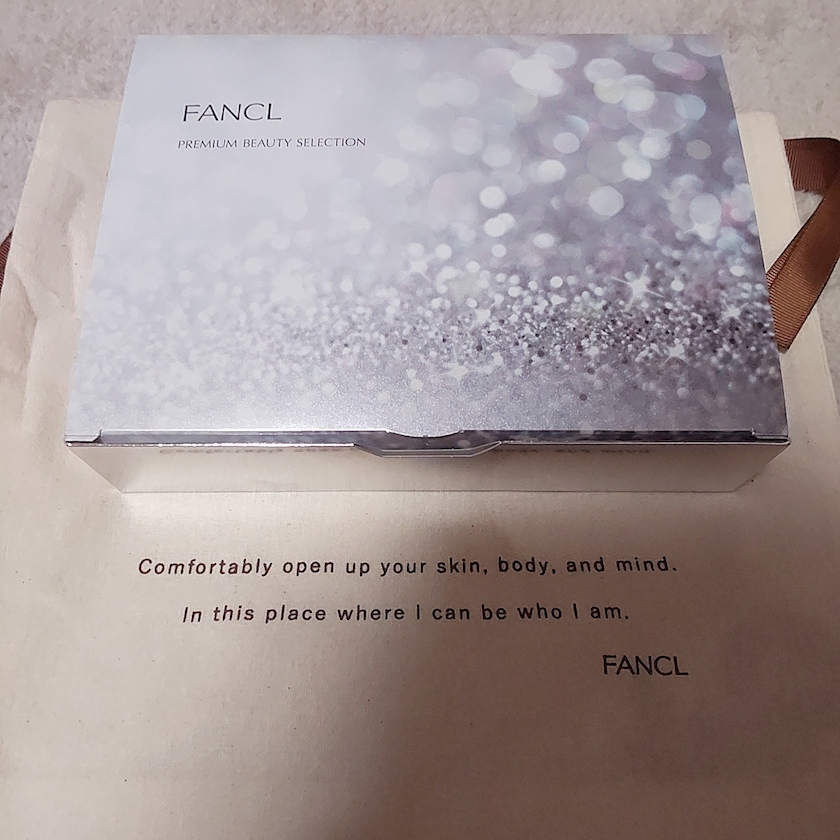 FANCL
PREMIUM BEAUTY SELECTION
Comfortably open up your skin, body, and mind.
In this place where I can be who I am.
FANCL